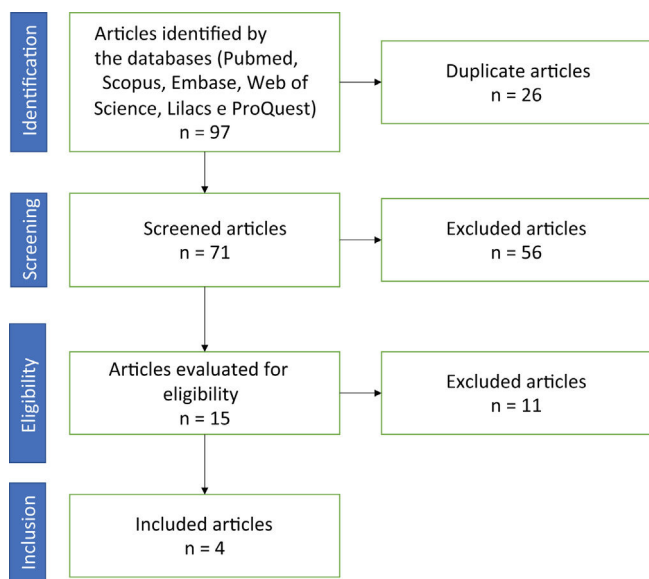 Identification
Articles identified by
the databases (Pubmed,
Scopus, Embase, Web of
Science, Lilacs e ProQuest)
n = 97
Duplicate articles
n = 26
Screening
Screened articles
n = 71
Excluded articles
n = 56
Eligibility
Articles evaluated for
eligibility
n = 15
Excluded articles
n = 11
Inclusion
Included articles
n = 4